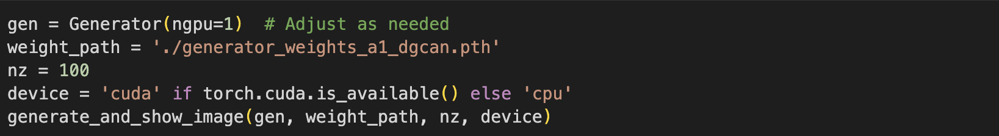 gen = Generator(ngpu=1)  # Adjust as needed
weight_path = './generator_weights_a1_dgcan.pth'
nz = 100
device = 'cuda' if torch.cuda.is_available() else 'cpu'
generate_and_show_image(gen, weight_path, nz, device)